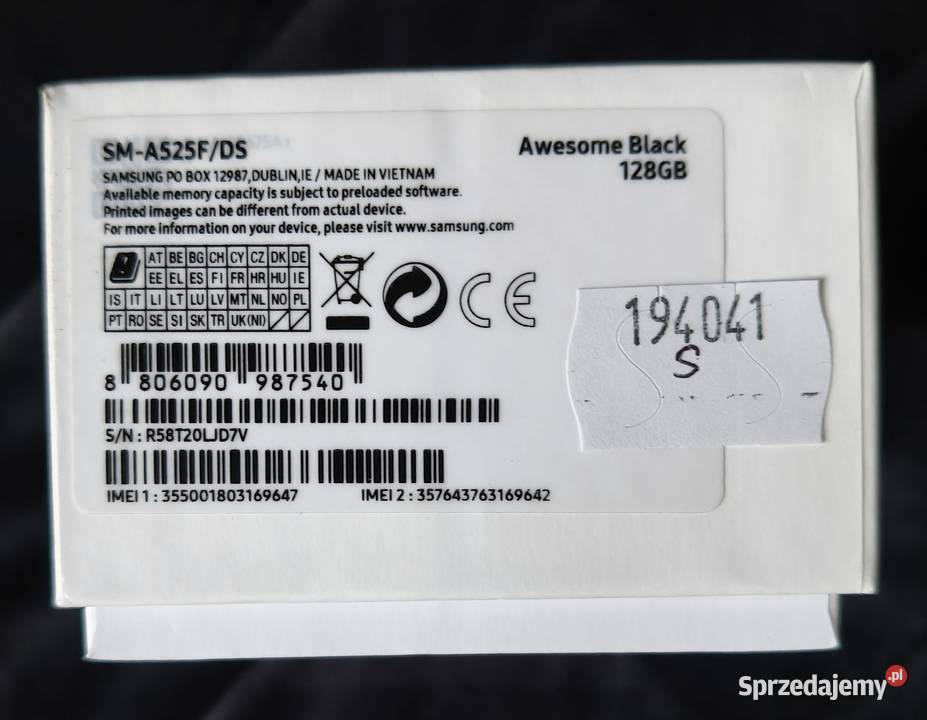 SM-A525F/DS
Awesome Black
128GB
SAMSUNG PO BOX 12987,DUBLIN,IE / MADE IN VIETNAM
Available memory capacity is subject to preloaded software.
Printed images can be different from actual device.
For more information on your device, please visit www.samsung.com
AT BE BG CH CY CZ DK DE
EE EL ES FI FR HR HU IE
IS IT LI LT LU LV MT NL NO PL
PT RO SE SI SK TR UK(NI)
CE
194041
S
8 806090 987540
S/N : R58T20LJD7V
IMEI 1 : 355001803169647 IMEI 2 : 357643763169642
Sprzedajemy.pl